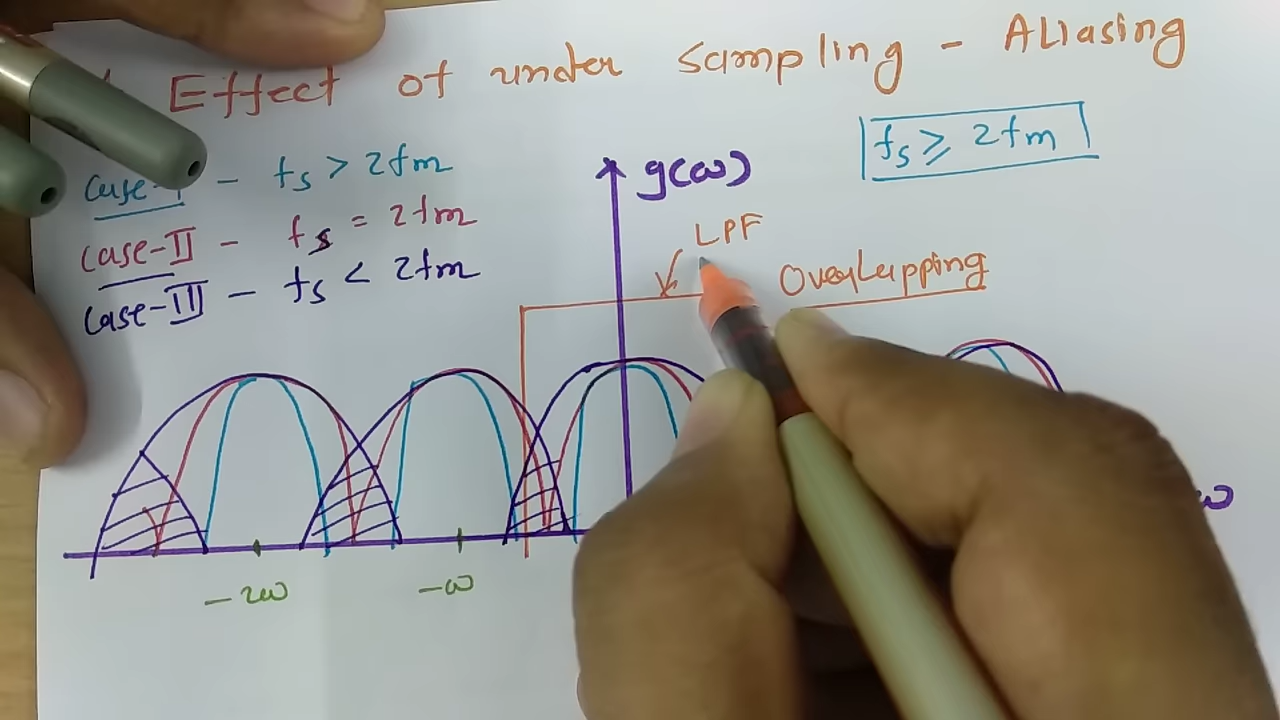 Effect of under Sampling - Aliasing
fs ≥ 2fm
Case-I - fs > 2fm
Case-II - fs = 2fm
Case-III - fs < 2fm
g(ω)
LPF
Overlapping
ω
-2ω
-ω